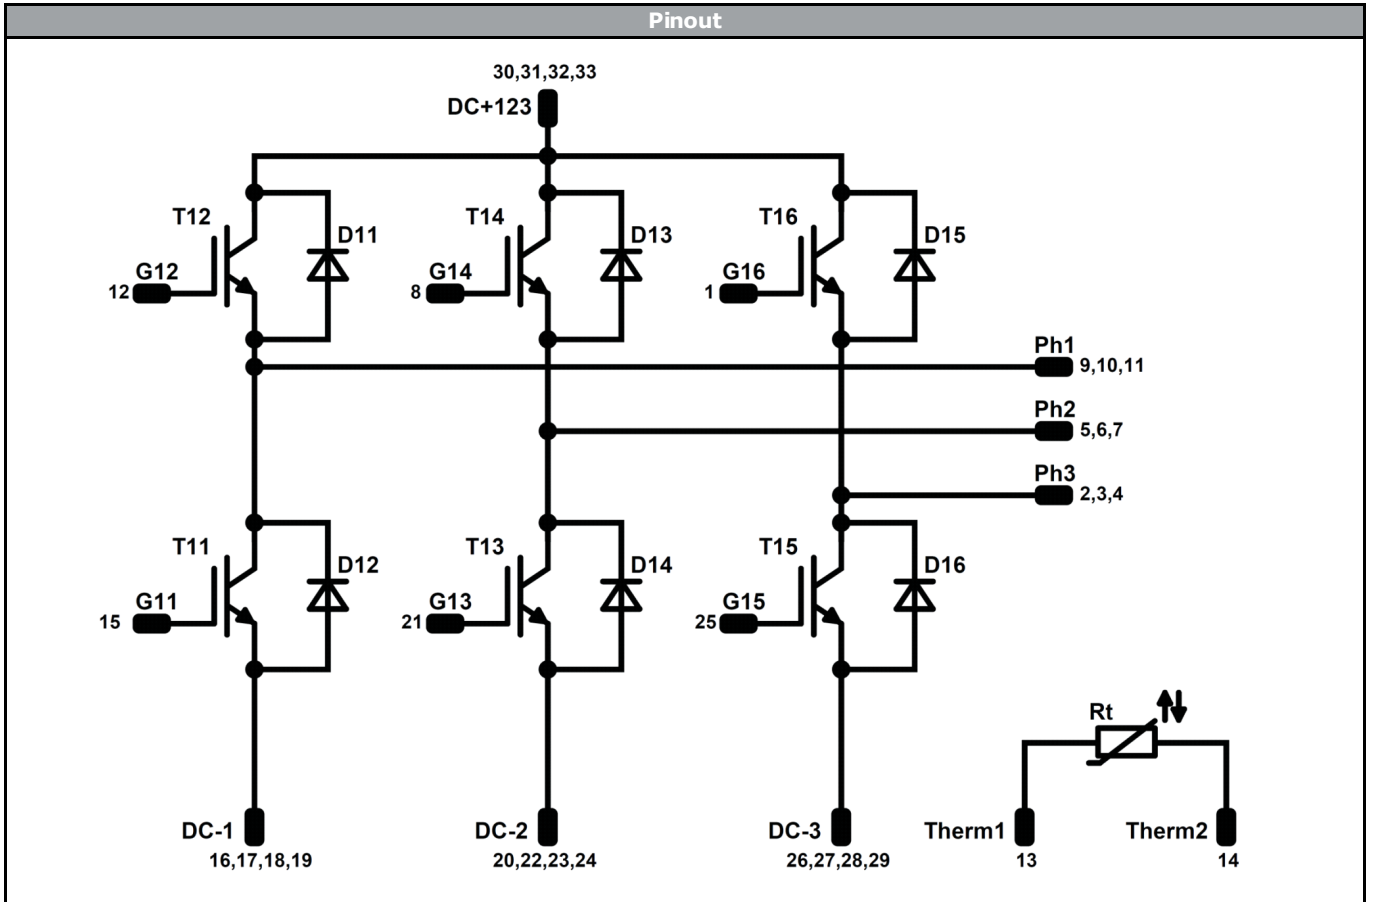 Pinout
30,31,32,33
DC+123
T12
D11
G12
12
T14
D13
G14
8
T16
D15
G16
1
Ph1
9,10,11
Ph2
5,6,7
Ph3
2,3,4
T11
D12
G11
15
T13
D14
G13
21
T15
D16
G15
25
Rt
DC-1
16,17,18,19
DC-2
20,22,23,24
DC-3
26,27,28,29
Therm1
13
Therm2
14